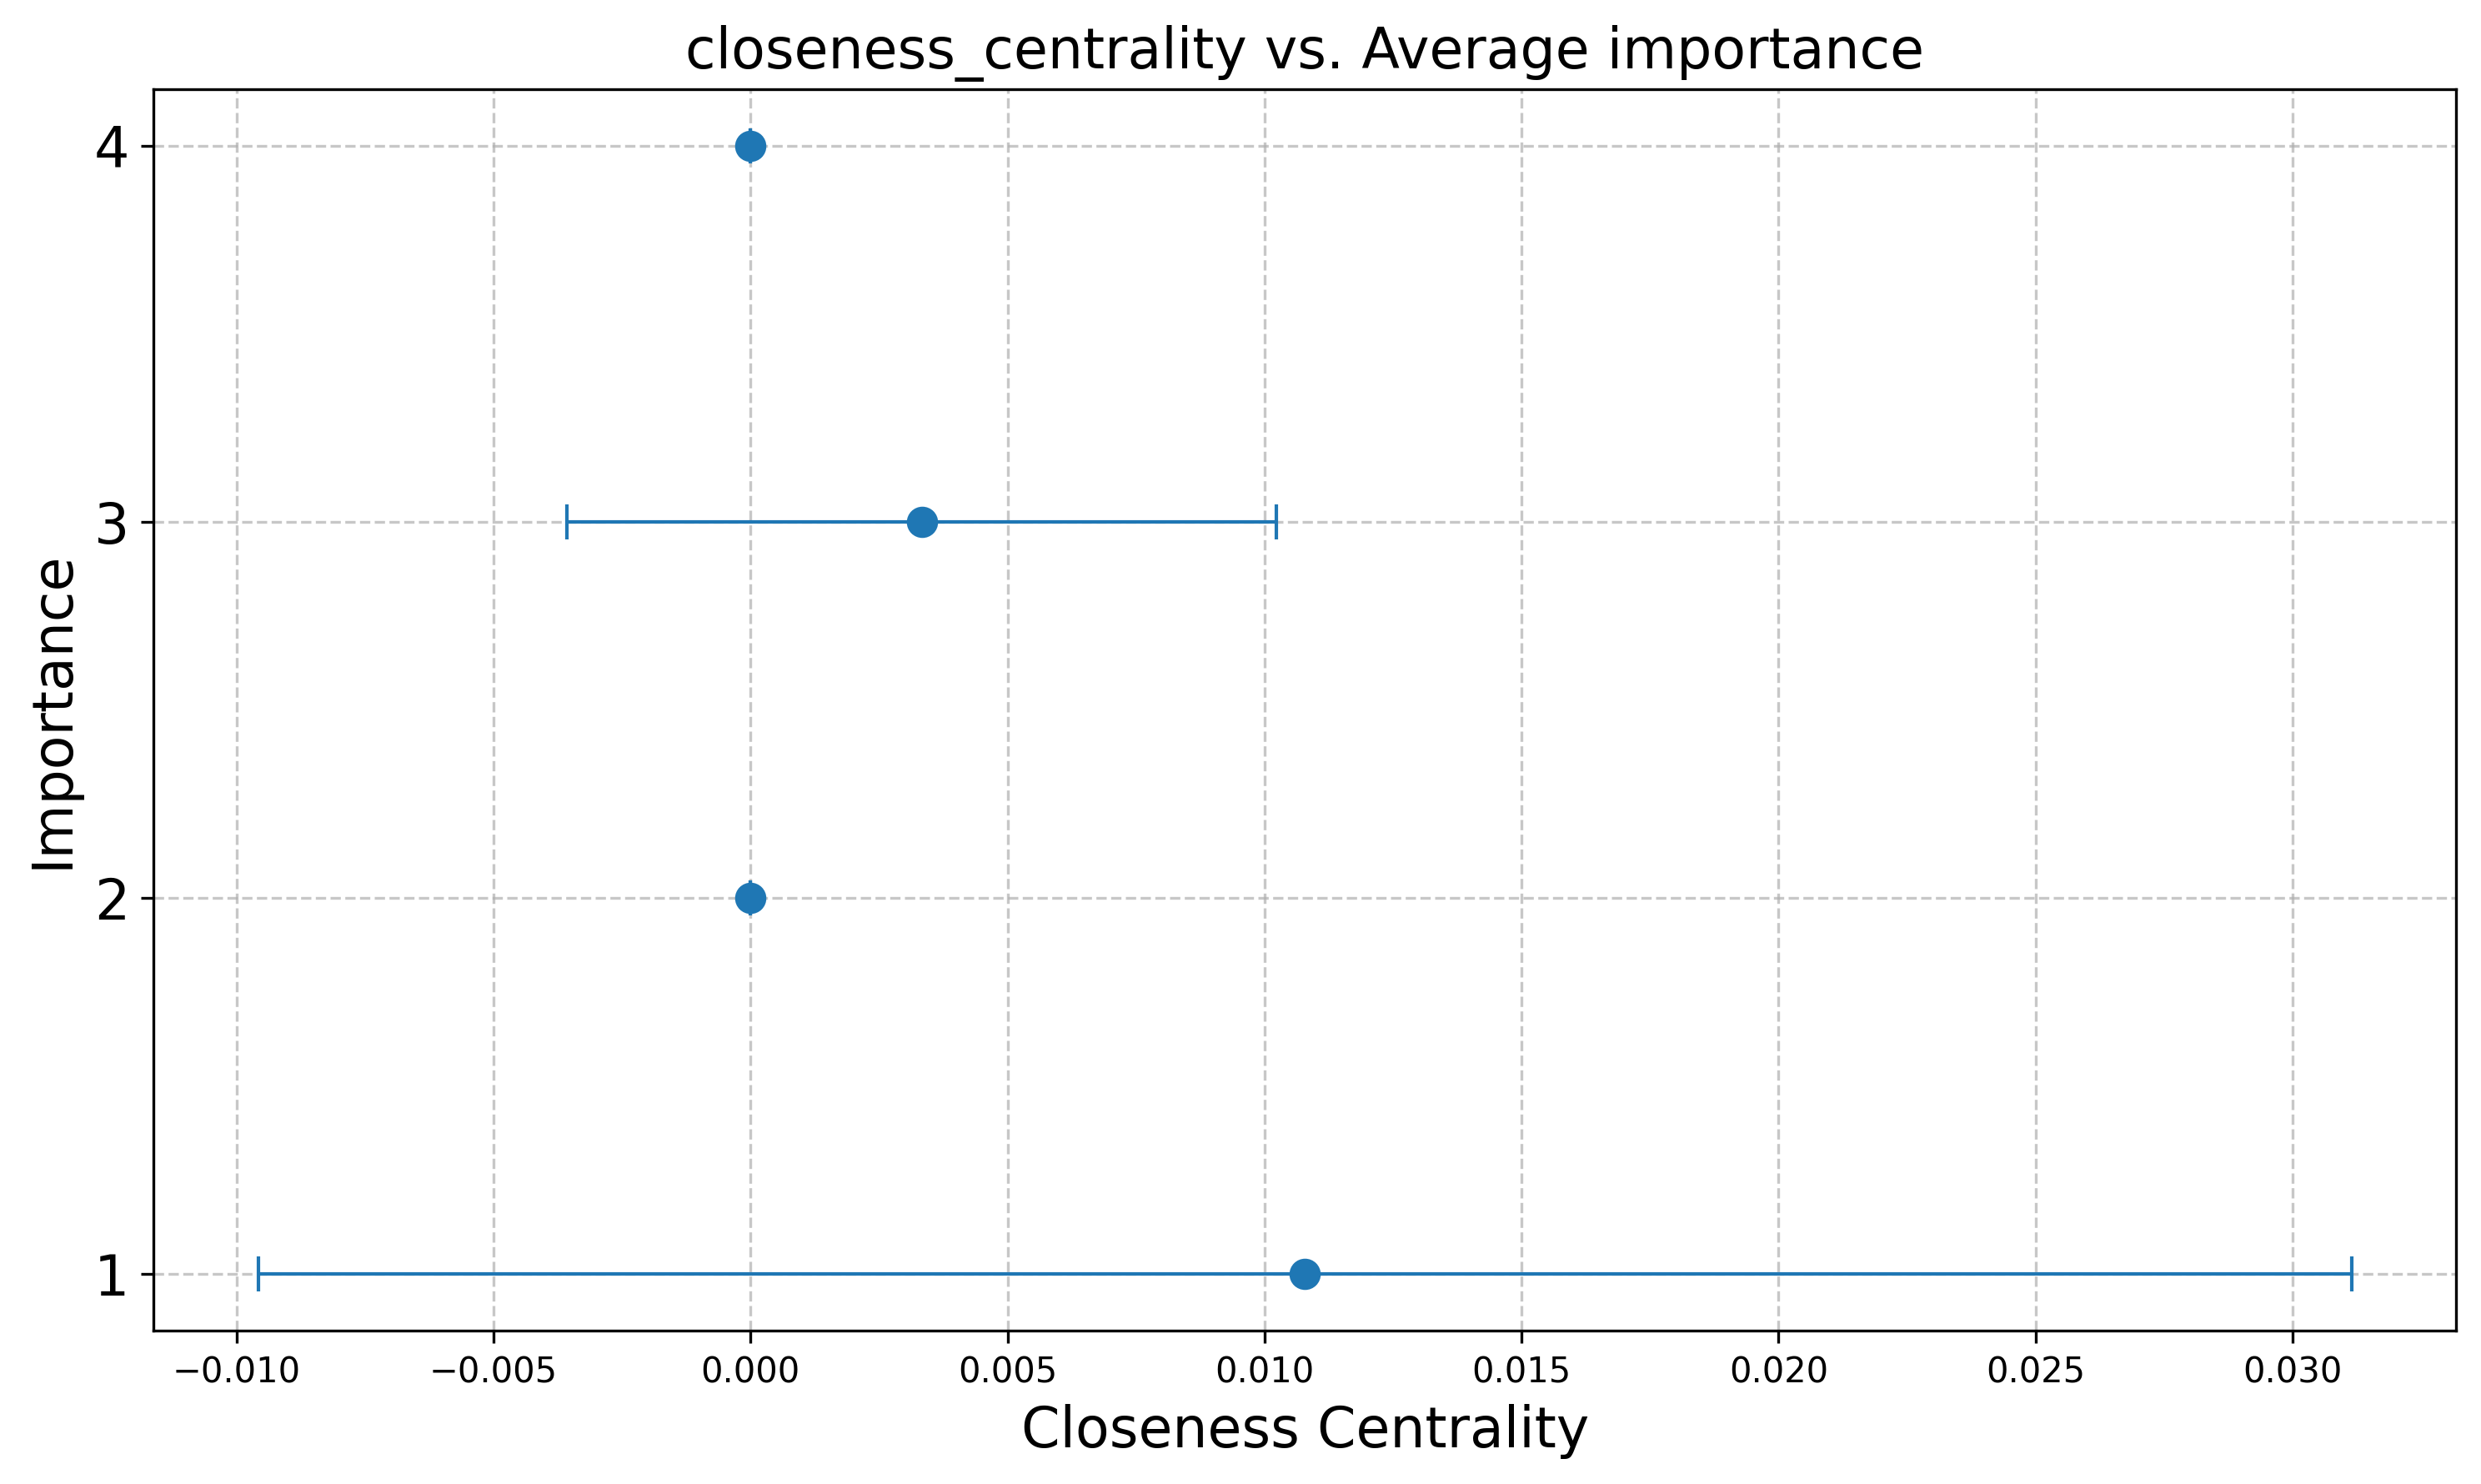 closeness_centrality vs. Average importance
4
3
2
1
Importance
−0.010 −0.005 0.000 0.005 0.010 0.015 0.020 0.025 0.030
Closeness Centrality